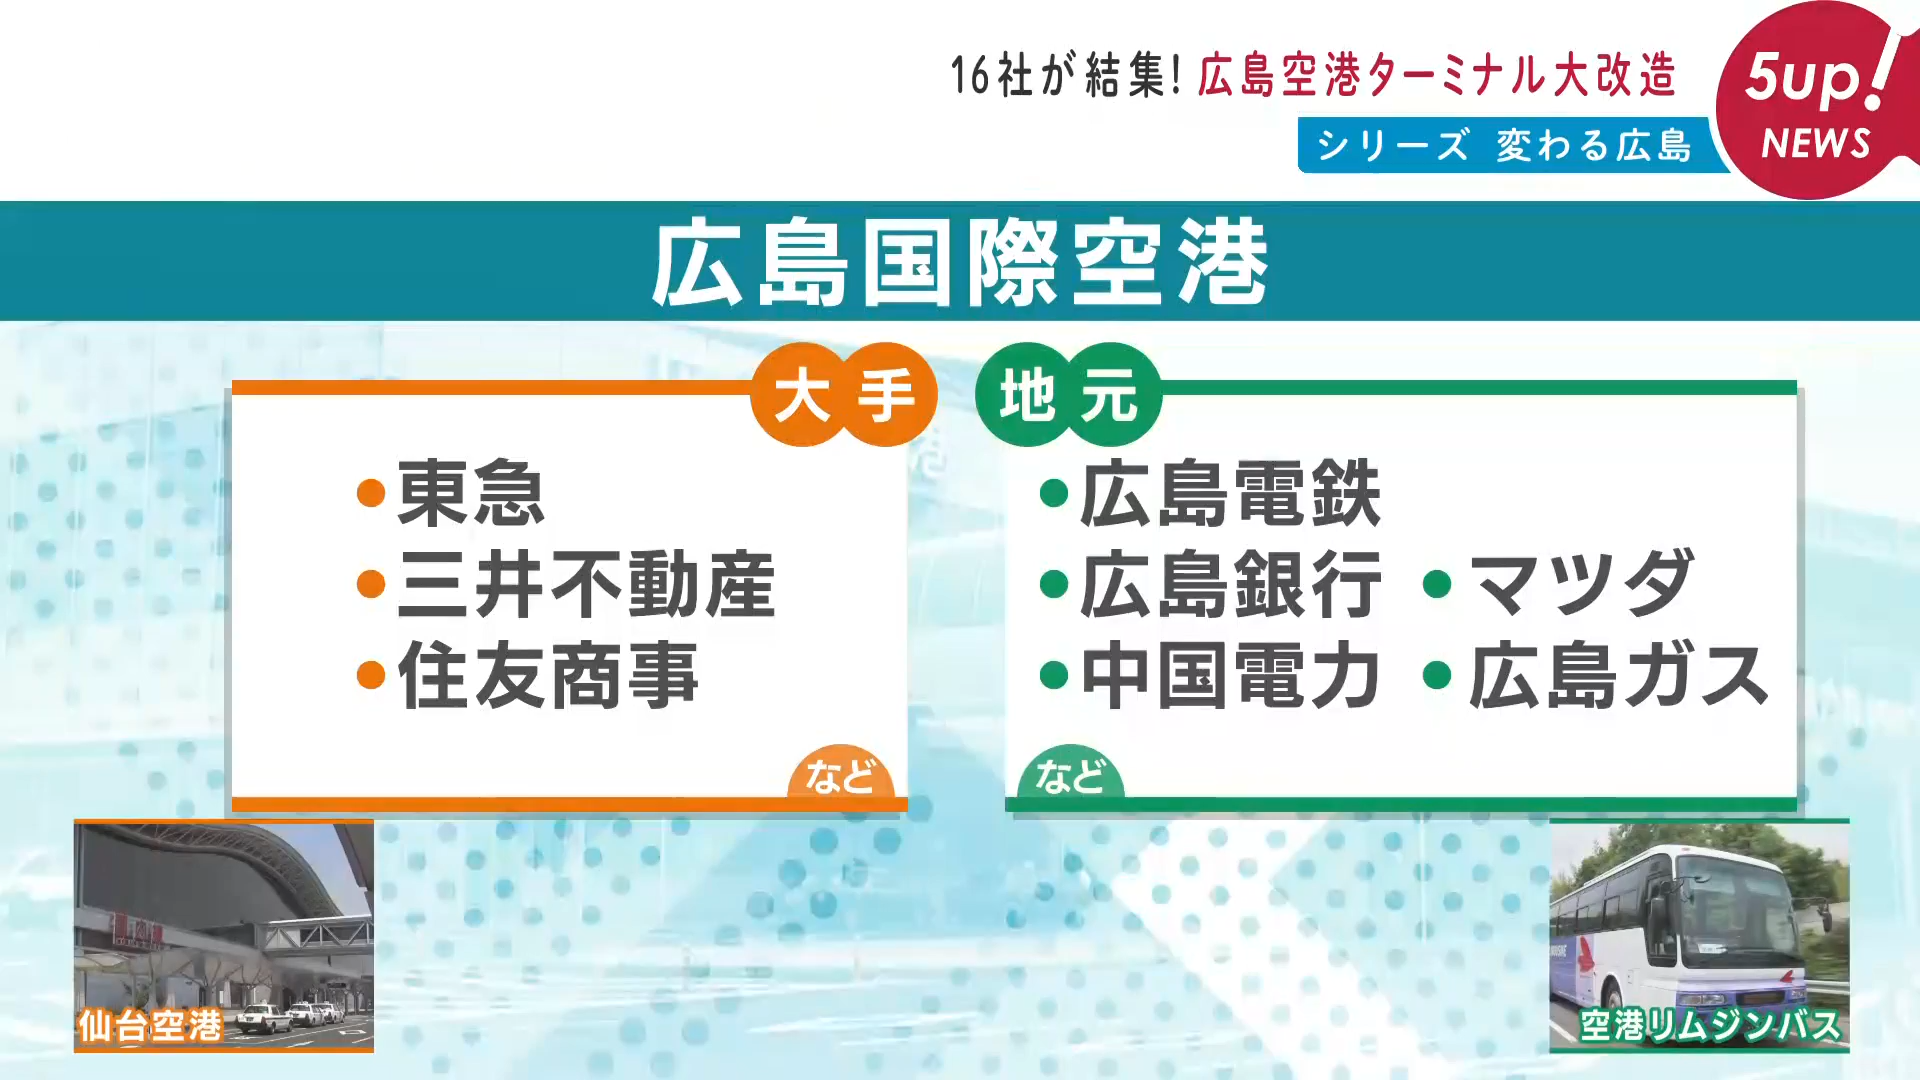 16社が結集!広島空港ターミナル大改造
シリーズ 変わる広島
5up!
NEWS
広島国際空港
大手
・東急
・三井不動産
・住友商事
など
地元
・広島電鉄
・広島銀行 ・マツダ
・中国電力 ・広島ガス
など
仙台空港
空港リムジンバス